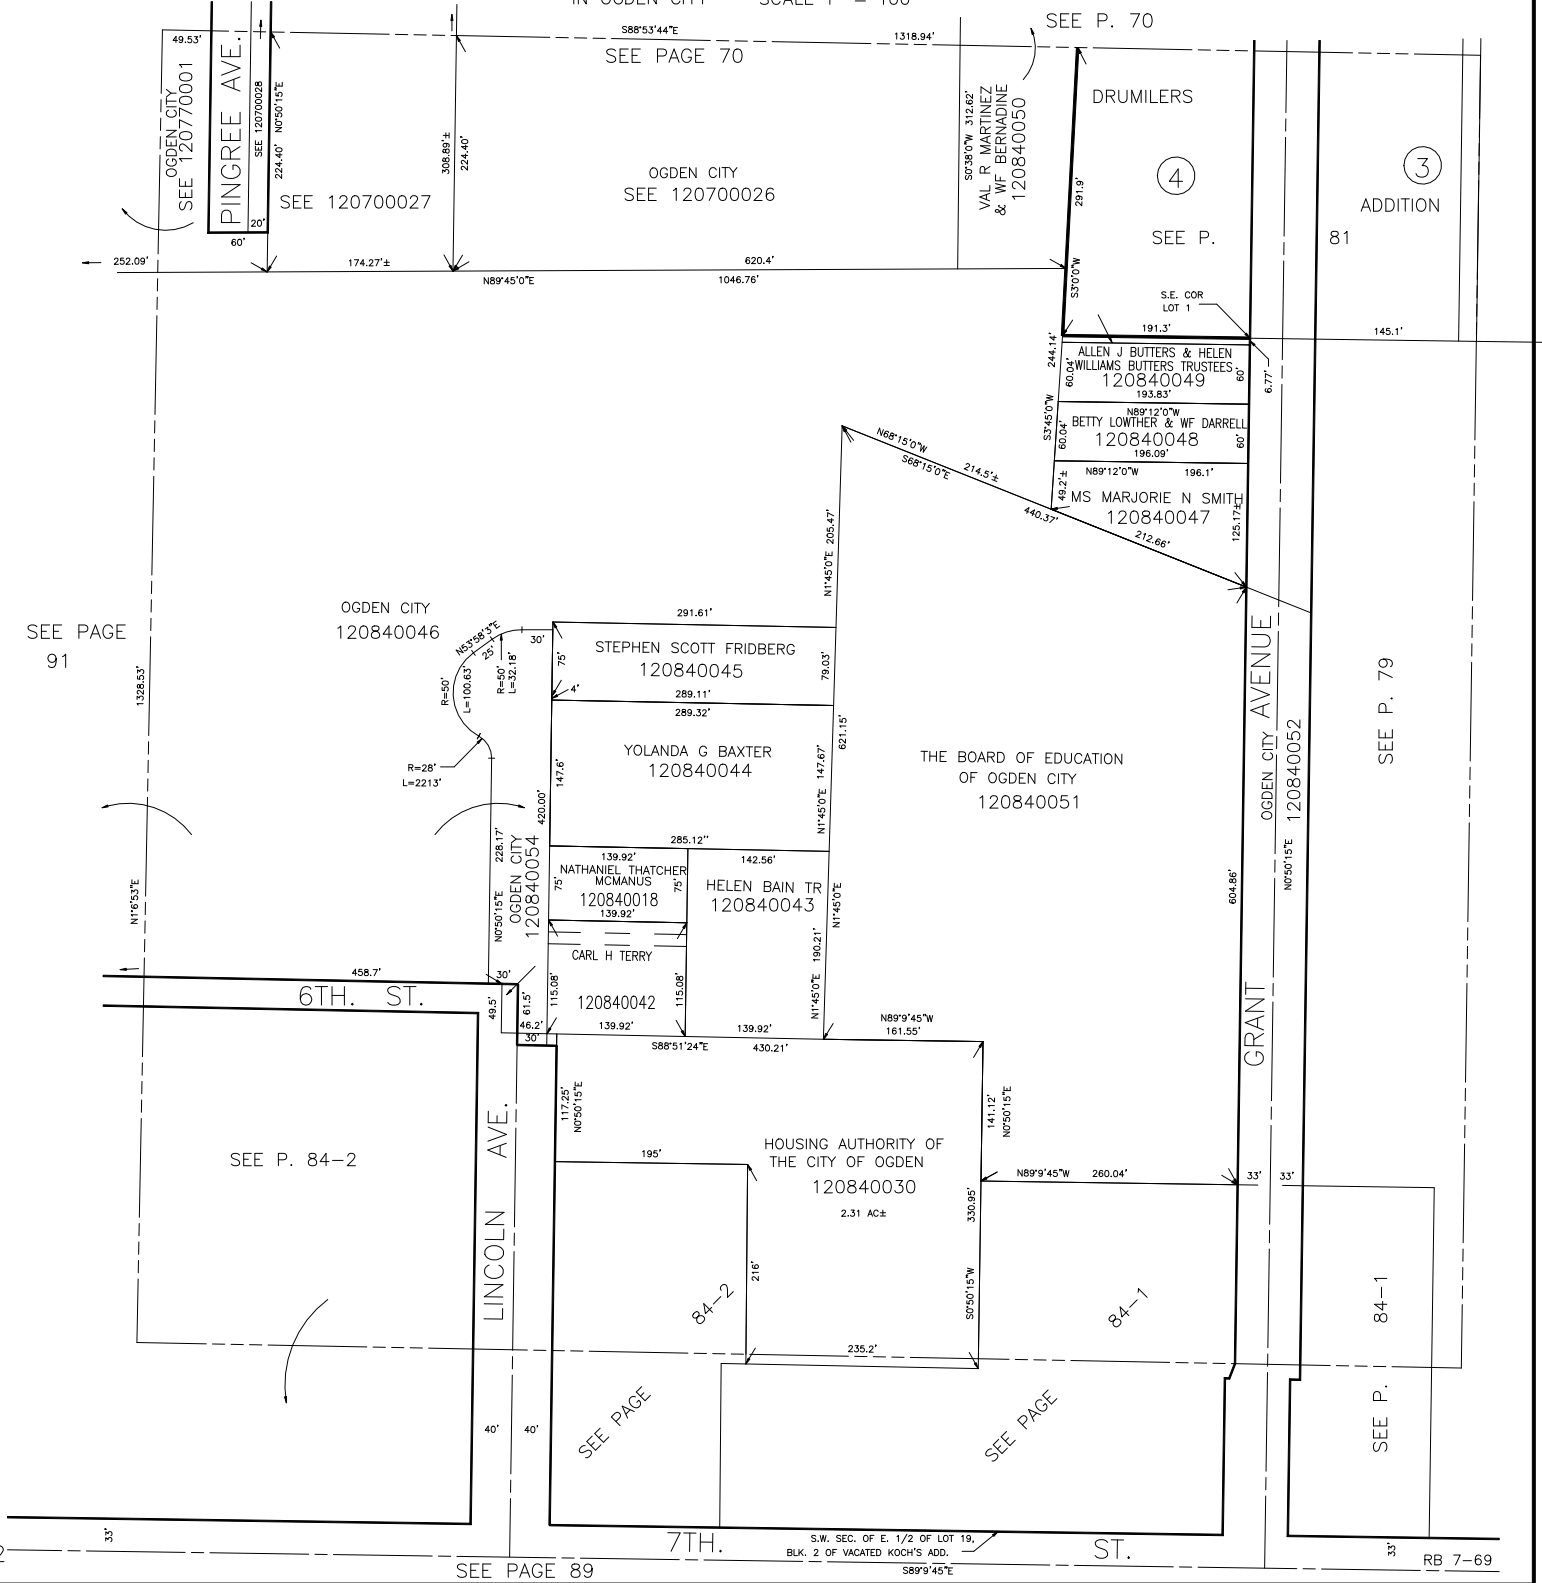 IN OGDEN CITY SCALE 1" = 100'
SEE P. 70
49.53'
S88°53'44"E
1318.94'
SEE PAGE 70
OGDEN CITY
SEE 120770001
PINGREE AVE.
SEE 120700028
N0°50'15"E
224.40'
20'
60'
SEE 120700027
308.89'±
224.40'
OGDEN CITY
SEE 120700026
S0°38'0"W 312.62'
VAL R MARTINEZ
& WF BERNADINE
120840050
DRUMILERS
4
SEE P.
291.9'
S3°0'0"W
3
ADDITION
81
252.09'
174.27'±
620.4'
N89°45'0"E
1046.76'
S.E. COR
LOT 1
191.3'
145.1'
244.14'
S3°45'0"W
60.04'
ALLEN J BUTTERS & HELEN
WILLIAMS BUTTERS TRUSTEES
120840049
60'
6.77'
193.83'
N89°12'0"W
BETTY LOWTHER & WF DARRELL
120840048
60.04'
60'
196.09'
N89°12'0"W
196.1'
49.2'±
MS MARJORIE N SMITH
120840047
125.17±
N68°15'0"W
S68°15'0"E
214.5'±
440.37'
212.66'
N1°45'0"E 205.47'
OGDEN CITY
120840046
SEE PAGE
91
1328.53'
N1°6'53"E
N53°58'3"E
25'
30'
R=50'
L=32.18'
R=50'
L=100.63'
R=28'
L=2213'
291.61'
STEPHEN SCOTT FRIDBERG
120840045
75'
79.03'
4'
289.11'
289.32'
YOLANDA G BAXTER
120840044
147.6'
420.00'
N1°45'0"E 147.67'
621.15'
285.12"
THE BOARD OF EDUCATION
OF OGDEN CITY
120840051
GRANT AVENUE
OGDEN CITY
120840052
N0°50'15"E
604.86'
SEE P. 79
228.17'
N0°50'15"E
OGDEN CITY
120840054
139.92'
NATHANIEL THATCHER
MCMANUS
120840018
75'
75'
139.92'
142.56'
HELEN BAIN TR
120840043
N1°45'0"E
N1°45'0"E 190.21'
CARL H TERRY
120840042
115.08'
115.08'
458.7'
30'
6TH. ST.
49.5'
61.5'
46.2'
30'
139.92'
139.92'
S88°51'24"E
430.21'
N89°9'45"W
161.55'
117.25'
N0°50'15"E
141.12'
N0°50'15"E
HOUSING AUTHORITY OF
THE CITY OF OGDEN
120840030
2.31 AC±
195'
216'
330.95'
S0°50'15"W
235.2'
N89°9'45"W 260.04'
33'
33'
SEE P. 84-2
LINCOLN AVE.
40'
40'
84-2
SEE PAGE
84-1
SEE PAGE
84-1
SEE P.
33'
7TH. ST.
S.W. SEC. OF E. 1/2 OF LOT 19,
BLK. 2 OF VACATED KOCH'S ADD.
S89°9'45"E
SEE PAGE 89
33'
RB 7-69